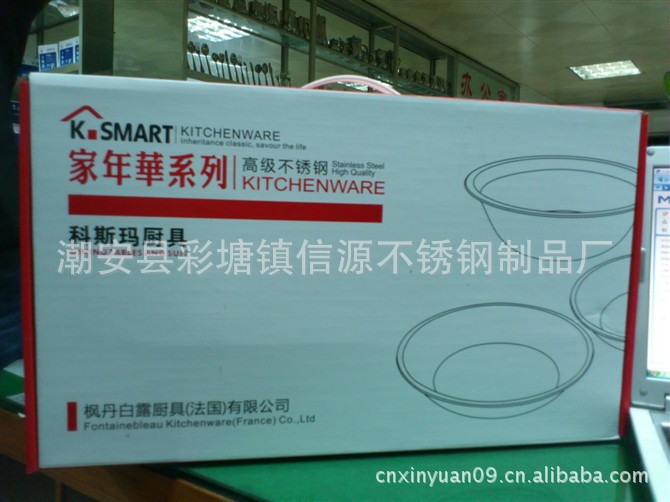 K.SMART KITCHENWARE
Inheritance classic, savour the life
家年華系列 高级不锈钢 Stainless Steel High Quality
KITCHENWARE
科斯玛厨具
潮安县彩塘镇信源不锈钢制品厂
枫丹白露厨具(法国)有限公司
Fontainebleau Kitchenware(France) Co.,Ltd
办公
cnxinyuan09.cn.alibaba.com